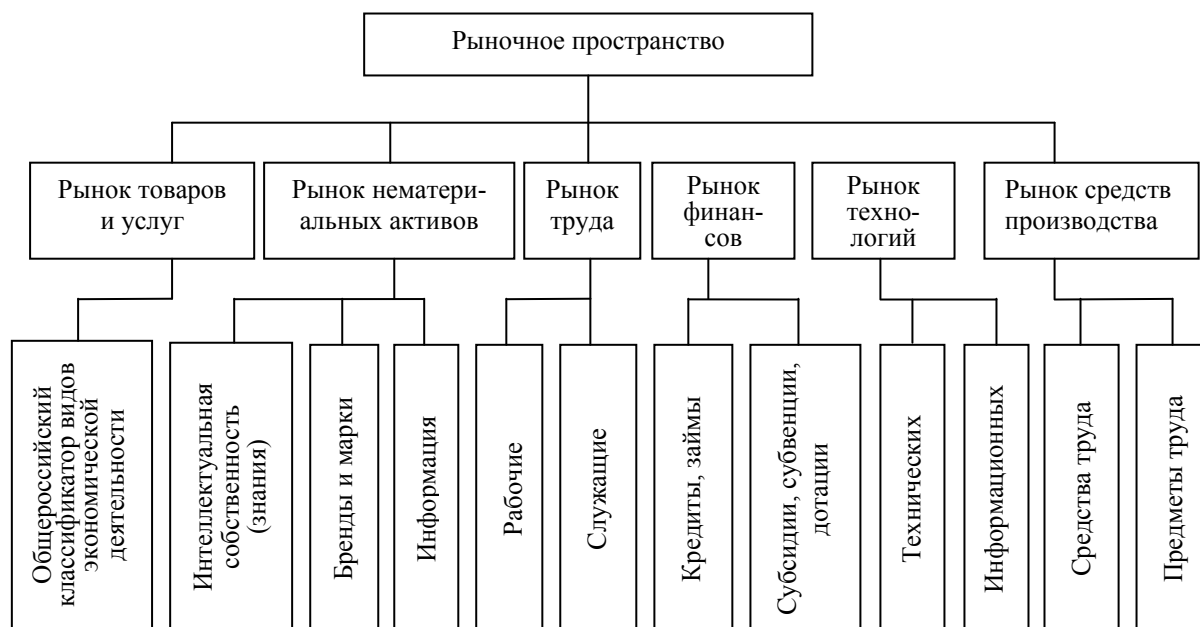 Рыночное пространство
Рынок товаров
и услуг
Рынок нематери-
альных активов
Рынок
труда
Рынок
финан-
сов
Рынок
техно-
логий
Рынок средств
производства
Общероссийский
классификатор видов
экономической
деятельности
Интеллектуальная
собственность
(знания)
Бренды и марки
Информация
Рабочие
Служащие
Кредиты, займы
Субсидии, субвенции,
дотации
Технических
Информационных
Средства труда
Предметы труда